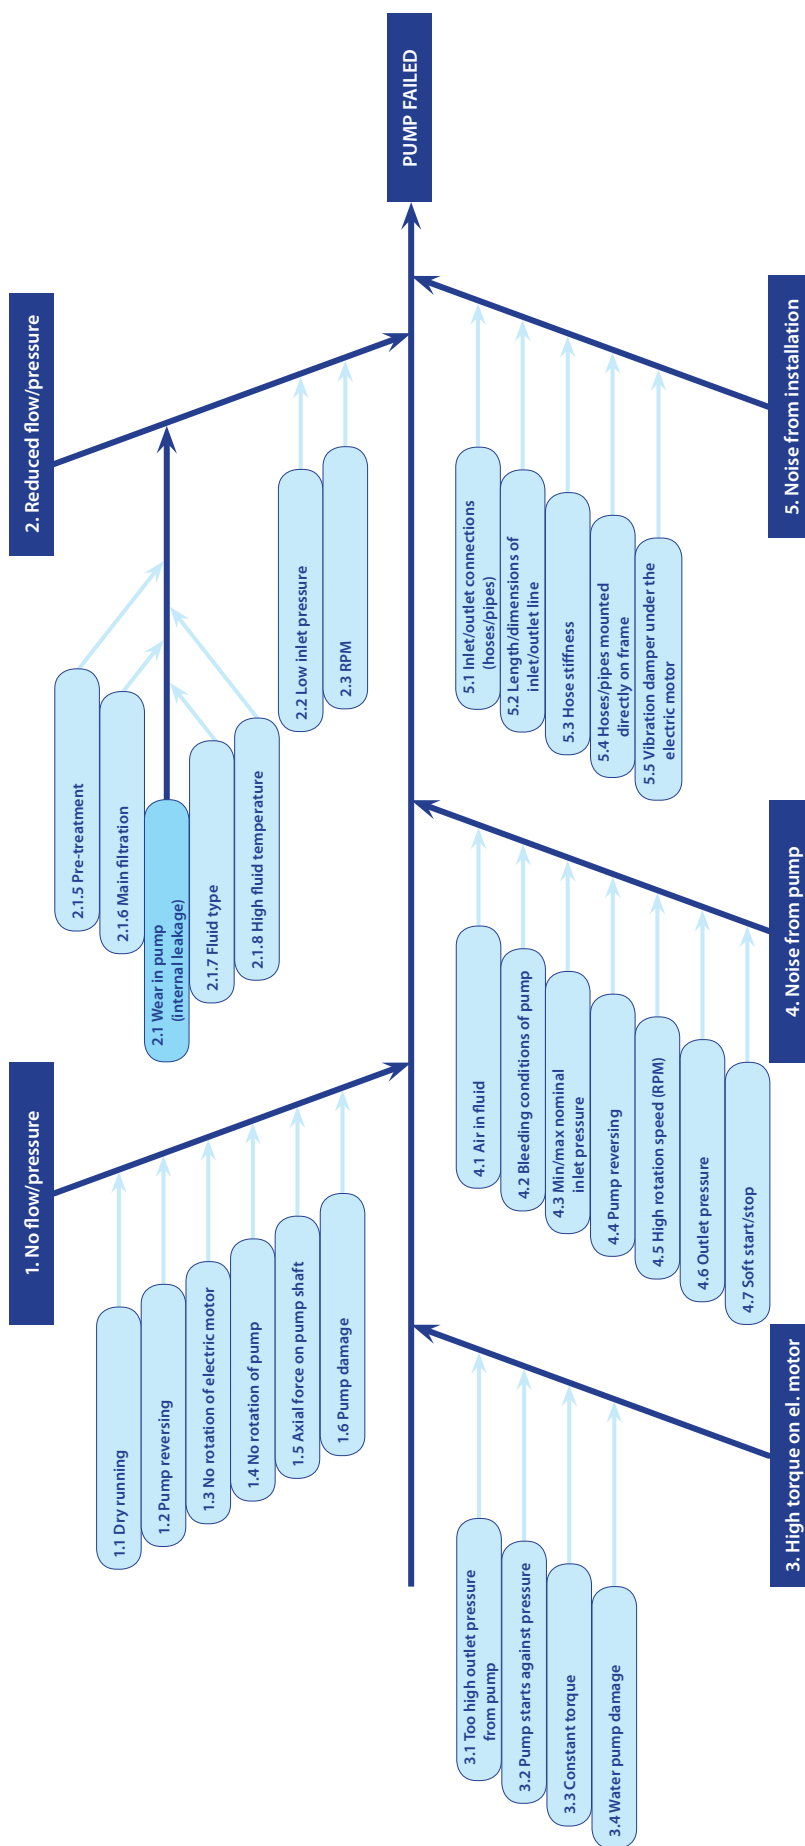 PUMP FAILED
1. No flow/pressure
1.1 Dry running
1.2 Pump reversing
1.3 No rotation of electric motor
1.4 No rotation of pump
1.5 Axial force on pump shaft
1.6 Pump damage
2. Reduced flow/pressure
2.1.5 Pre-treatment
2.1.6 Main filtration
2.1 Wear in pump
(internal leakage)
2.1.7 Fluid type
2.1.8 High fluid temperature
2.2 Low inlet pressure
2.3 RPM
3.1 Too high outlet pressure
from pump
3.2 Pump starts against pressure
3.3 Constant torque
3.4 Water pump damage
3. High torque on el. motor
4.1 Air in fluid
4.2 Bleeding conditions of pump
4.3 Min/max nominal
inlet pressure
4.4 Pump reversing
4.5 High rotation speed (RPM)
4.6 Outlet pressure
4.7 Soft start/stop
4. Noise from pump
5.1 Inlet/outlet connections
(hoses/pipes)
5.2 Length/dimensions of
inlet/outlet line
5.3 Hose stiffness
5.4 Hoses/pipes mounted
directly on frame
5.5 Vibration damper under the
electric motor
5. Noise from installation